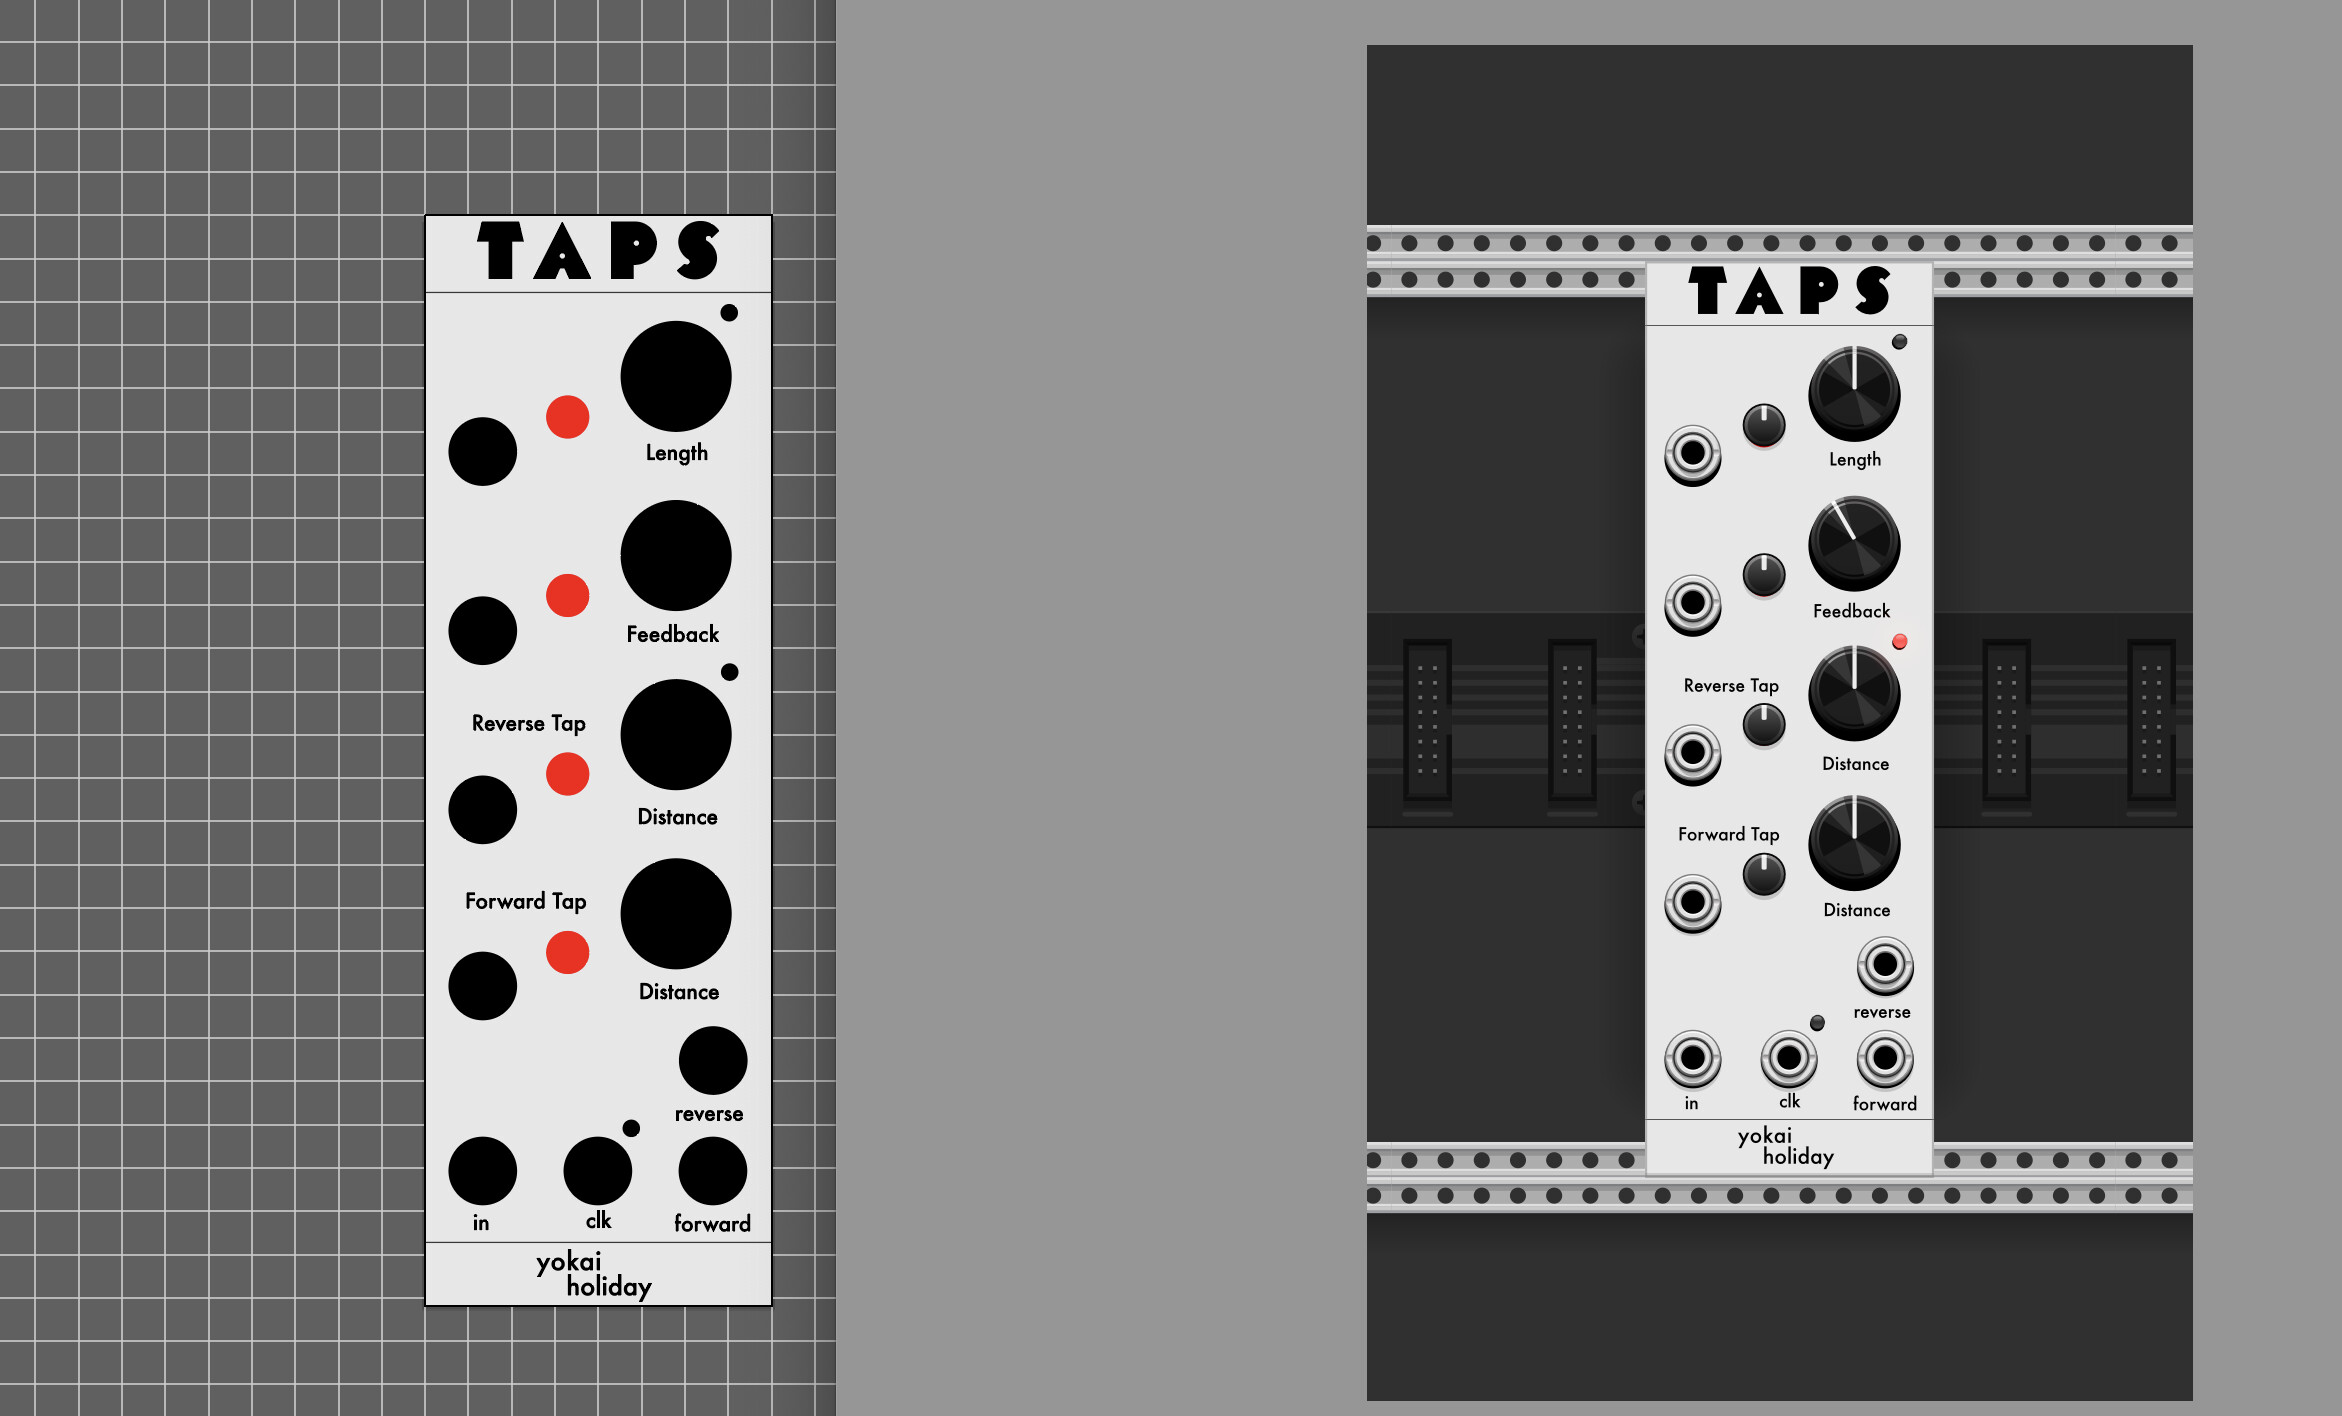 TAPS
Length
Feedback
Reverse Tap
Distance
Forward Tap
Distance
reverse
in
clk
forward
yokai
holiday
TAPS
Length
Feedback
Reverse Tap
Distance
Forward Tap
Distance
reverse
in
clk
forward
yokai
holiday